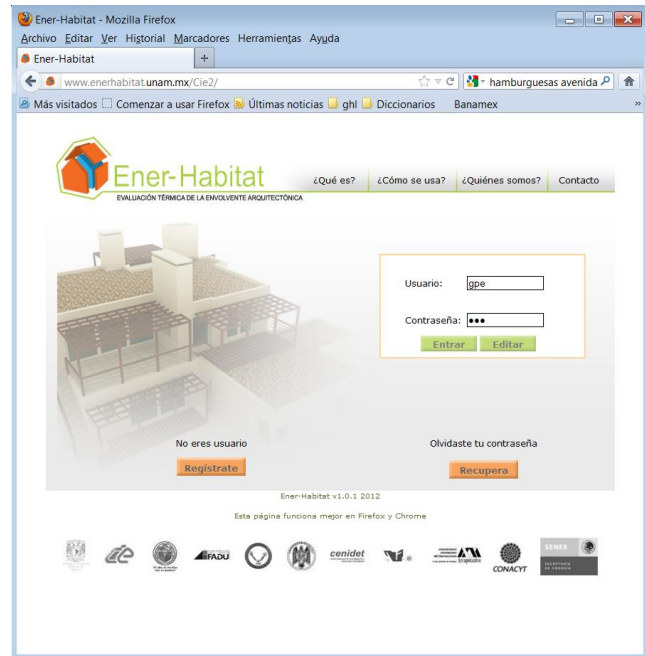 Ener-Habitat - Mozilla Firefox
Archivo Editar Ver Historial Marcadores Herramientas Ayuda
Ener-Habitat +
www.enerhabitat.unam.mx/Cie2/ hamburguesas avenida
Más visitados Comenzar a usar Firefox Últimas noticias ghl Diccionarios Banamex »
Ener-Habitat
EVALUACIÓN TÉRMICA DE LA ENVOLVENTE ARQUITECTÓNICA
¿Qué es? ¿Cómo se usa? ¿Quiénes somos? Contacto
Usuario: gpe
Contraseña: •••
Entrar Editar
No eres usuario Olvidaste tu contraseña
Regístrate Recupera
Ener-Habitat v1.0.1 2012
Esta página funciona mejor en Firefox y Chrome
FADU cenidet CONACYT SENER